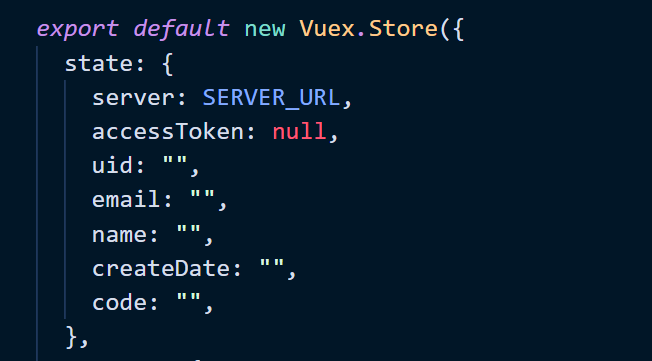 export default new Vuex.Store({
state: {
server: SERVER_URL,
accessToken: null,
uid: "",
email: "",
name: "",
createDate: "",
code: "",
},